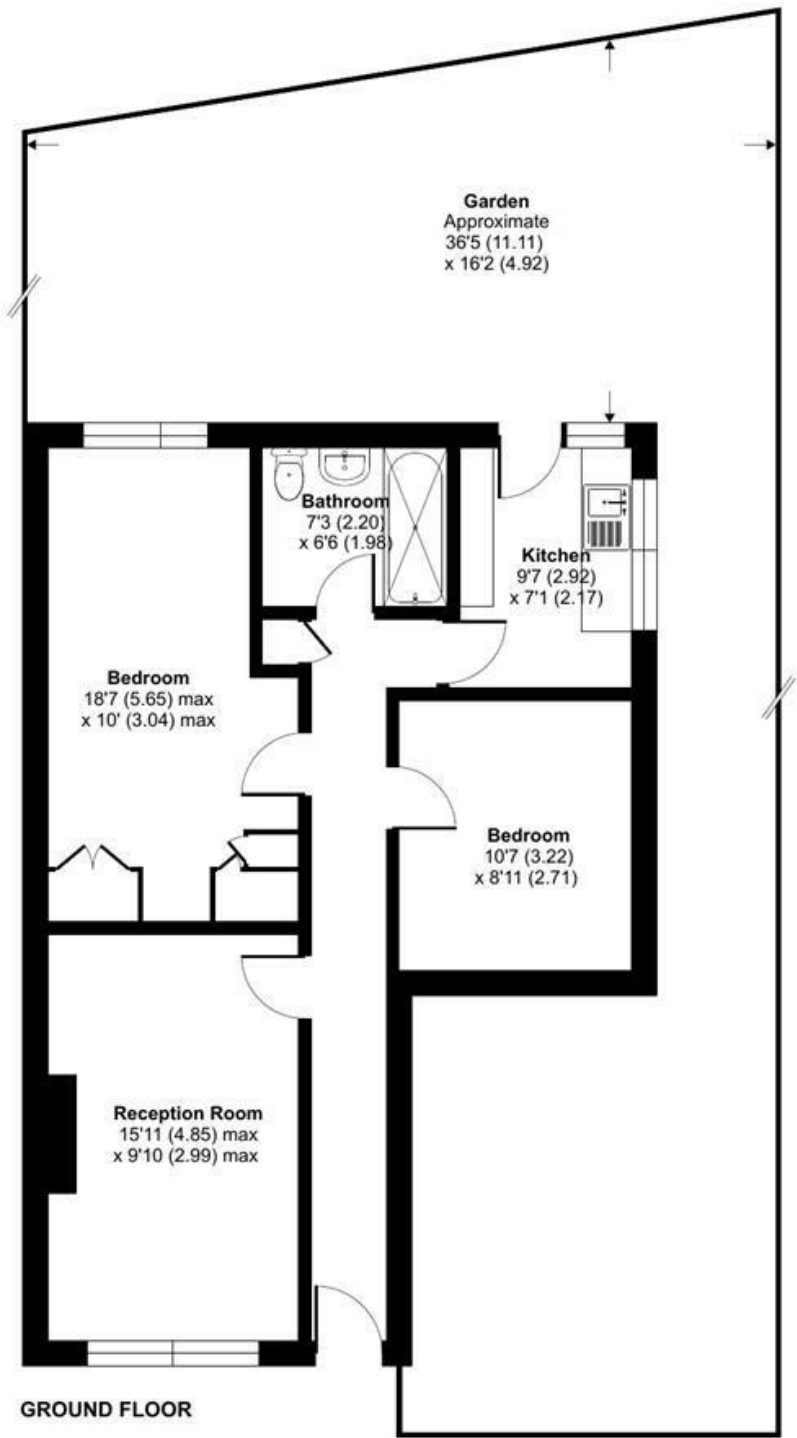 Garden
Approximate
36'5 (11.11)
x 16'2 (4.92)
Bathroom
7'3 (2.20)
x 6'6 (1.98)
Kitchen
9'7 (2.92)
x 7'1 (2.17)
Bedroom
18'7 (5.65) max
x 10' (3.04) max
Bedroom
10'7 (3.22)
x 8'11 (2.71)
Reception Room
15'11 (4.85) max
x 9'10 (2.99) max
GROUND FLOOR